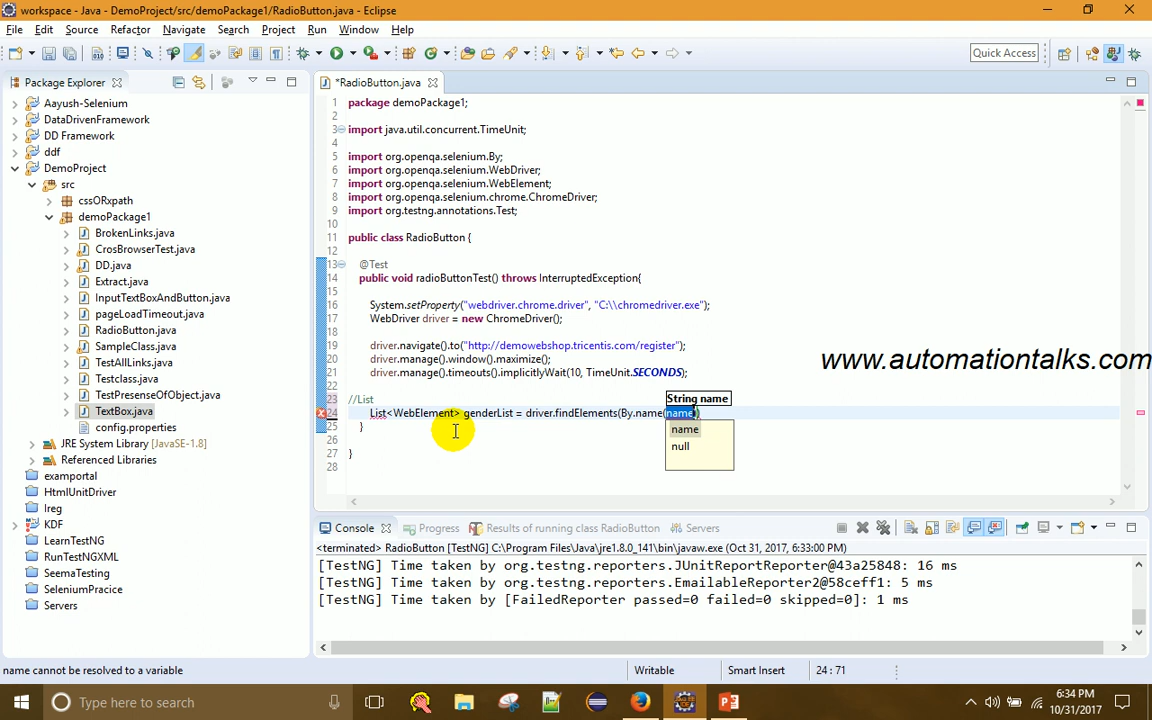 workspace - Java - DemoProject/src/demoPackage1/RadioButton.java - Eclipse
File Edit Source Refactor Navigate Search Project Run Window Help
Quick Access
Package Explorer
*RadioButton.java
Aayush-Selenium
DataDrivenFramework
DD Framework
ddf
DemoProject
src
cssORxpath
demoPackage1
BrokenLinks.java
CrosBrowserTest.java
DD.java
Extract.java
InputTextBoxAndButton.java
pageLoadTimeout.java
RadioButton.java
SampleClass.java
TestAllLinks.java
Testclass.java
TestPresenseOfObject.java
TextBox.java
config.properties
JRE System Library [JavaSE-1.8]
Referenced Libraries
examportal
HtmlUnitDriver
Ireg
KDF
LearnTestNG
RunTestNGXML
SeemaTesting
SeleniumPracice
Servers
1 package demoPackage1;
2
3 import java.util.concurrent.TimeUnit;
4
5 import org.openqa.selenium.By;
6 import org.openqa.selenium.WebDriver;
7 import org.openqa.selenium.WebElement;
8 import org.openqa.selenium.chrome.ChromeDriver;
9 import org.testng.annotations.Test;
10
11 public class RadioButton {
12
13 @Test
14 public void radioButtonTest() throws InterruptedException{
15
16 System.setProperty("webdriver.chrome.driver", "C:\\chromedriver.exe");
17 WebDriver driver = new ChromeDriver();
18
19 driver.navigate().to("http://demowebshop.tricentis.com/register");
20 driver.manage().window().maximize();
21 driver.manage().timeouts().implicitlyWait(10, TimeUnit.SECONDS);
22
23 //List
24 List<WebElement> genderList = driver.findElements(By.name(name))
25 }
26
27 }
28
String name
name
null
www.automationtalks.com
Console Progress Results of running class RadioButton Servers
<terminated> RadioButton [TestNG] C:\Program Files\Java\jre1.8.0_141\bin\javaw.exe (Oct 31, 2017, 6:33:00 PM)
[TestNG] Time taken by org.testng.reporters.JUnitReportReporter@43a25848: 16 ms
[TestNG] Time taken by org.testng.reporters.EmailableReporter2@58ceff1: 5 ms
[TestNG] Time taken by [FailedReporter passed=0 failed=0 skipped=0]: 1 ms
name cannot be resolved to a variable
Writable Smart Insert 24 : 71
Type here to search
6:34 PM
10/31/2017